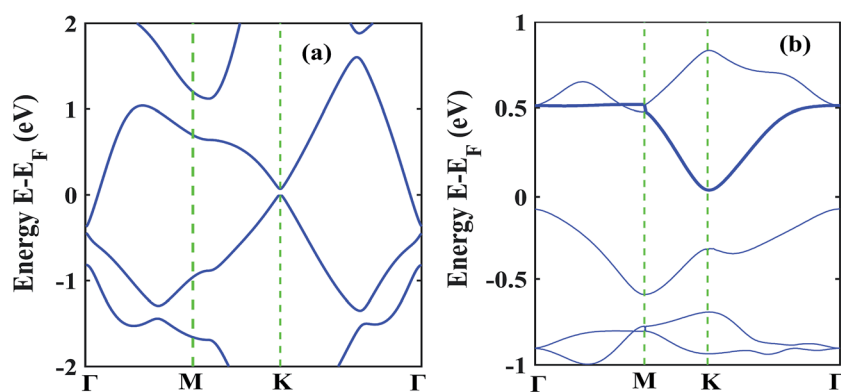 (a)
Energy E-E_F (eV)
2
1
0
-1
-2
Γ M K Γ
(b)
Energy E-E_F (eV)
1
0.5
0
-0.5
-1
Γ M K Γ